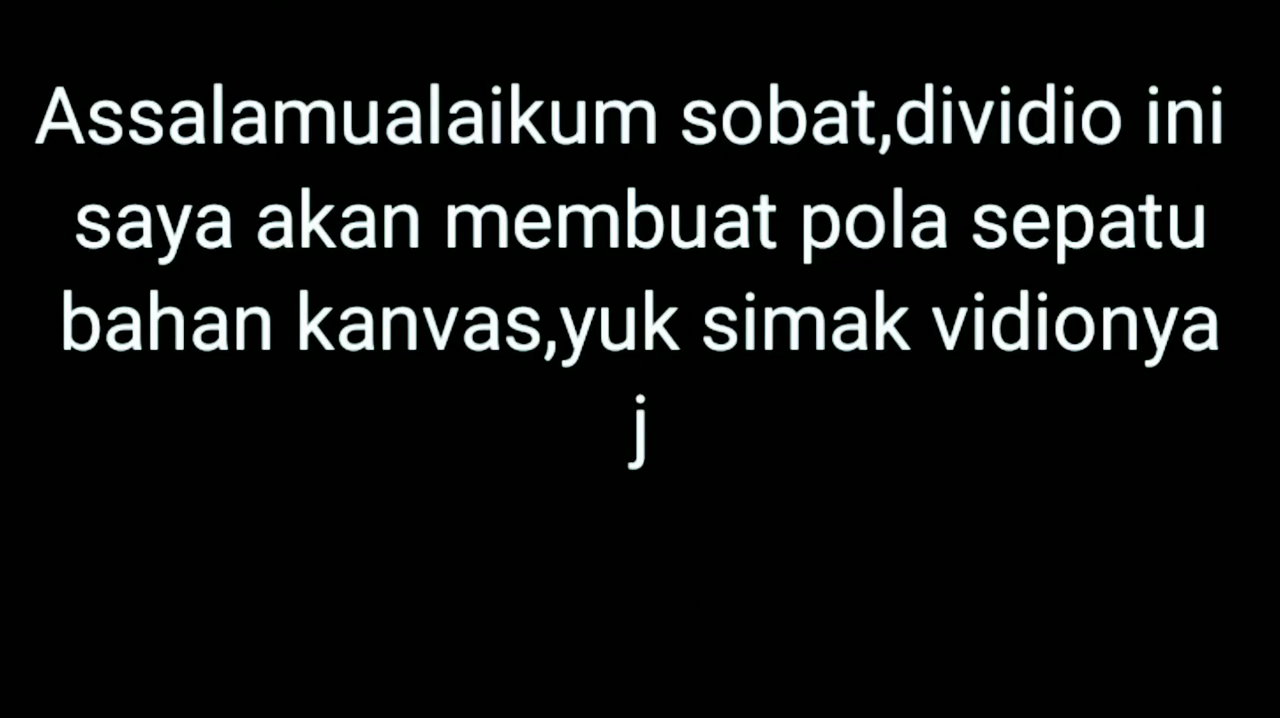 Assalamualaikum sobat,dividio ini
saya akan membuat pola sepatu
bahan kanvas,yuk simak vidionya
j